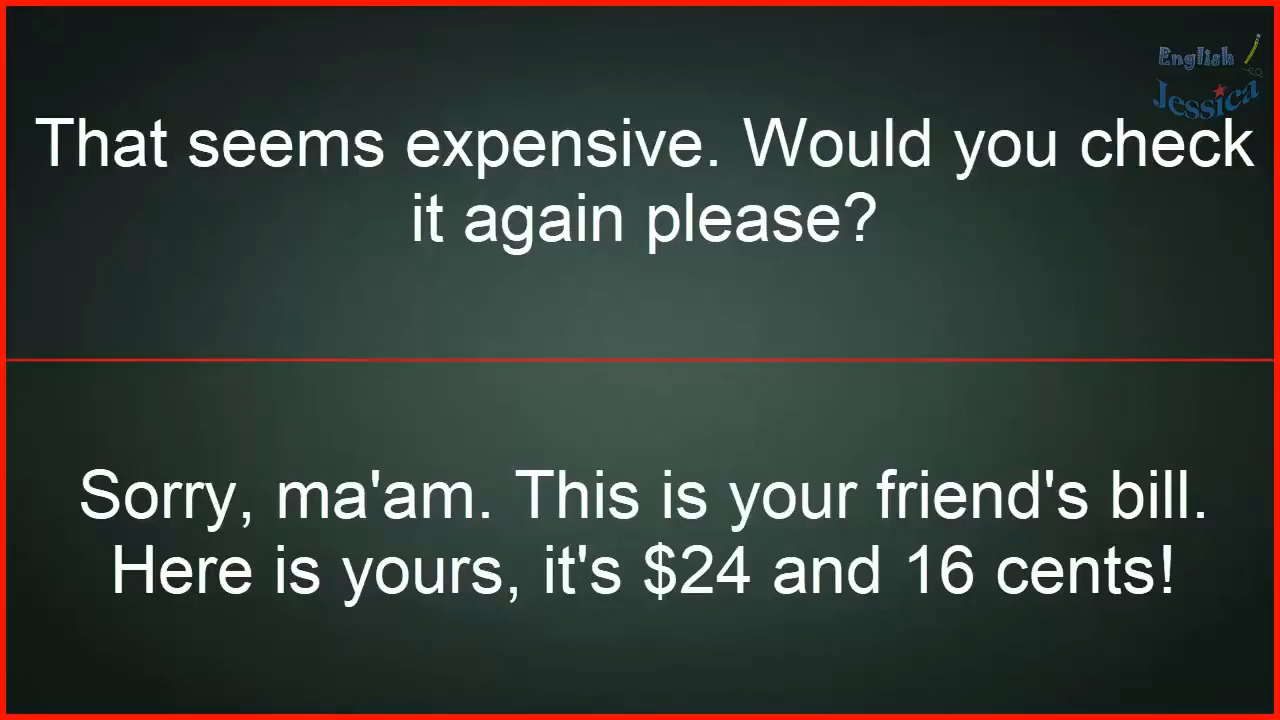 English
Jessica
That seems expensive. Would you check
it again please?
Sorry, ma'am. This is your friend's bill.
Here is yours, it's $24 and 16 cents!